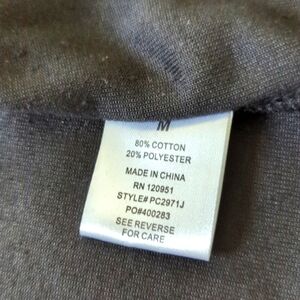 M
80% COTTON
20% POLYESTER
MADE IN CHINA
RN 120951
STYLE# PC2971J
PO#400283
SEE REVERSE
FOR CARE